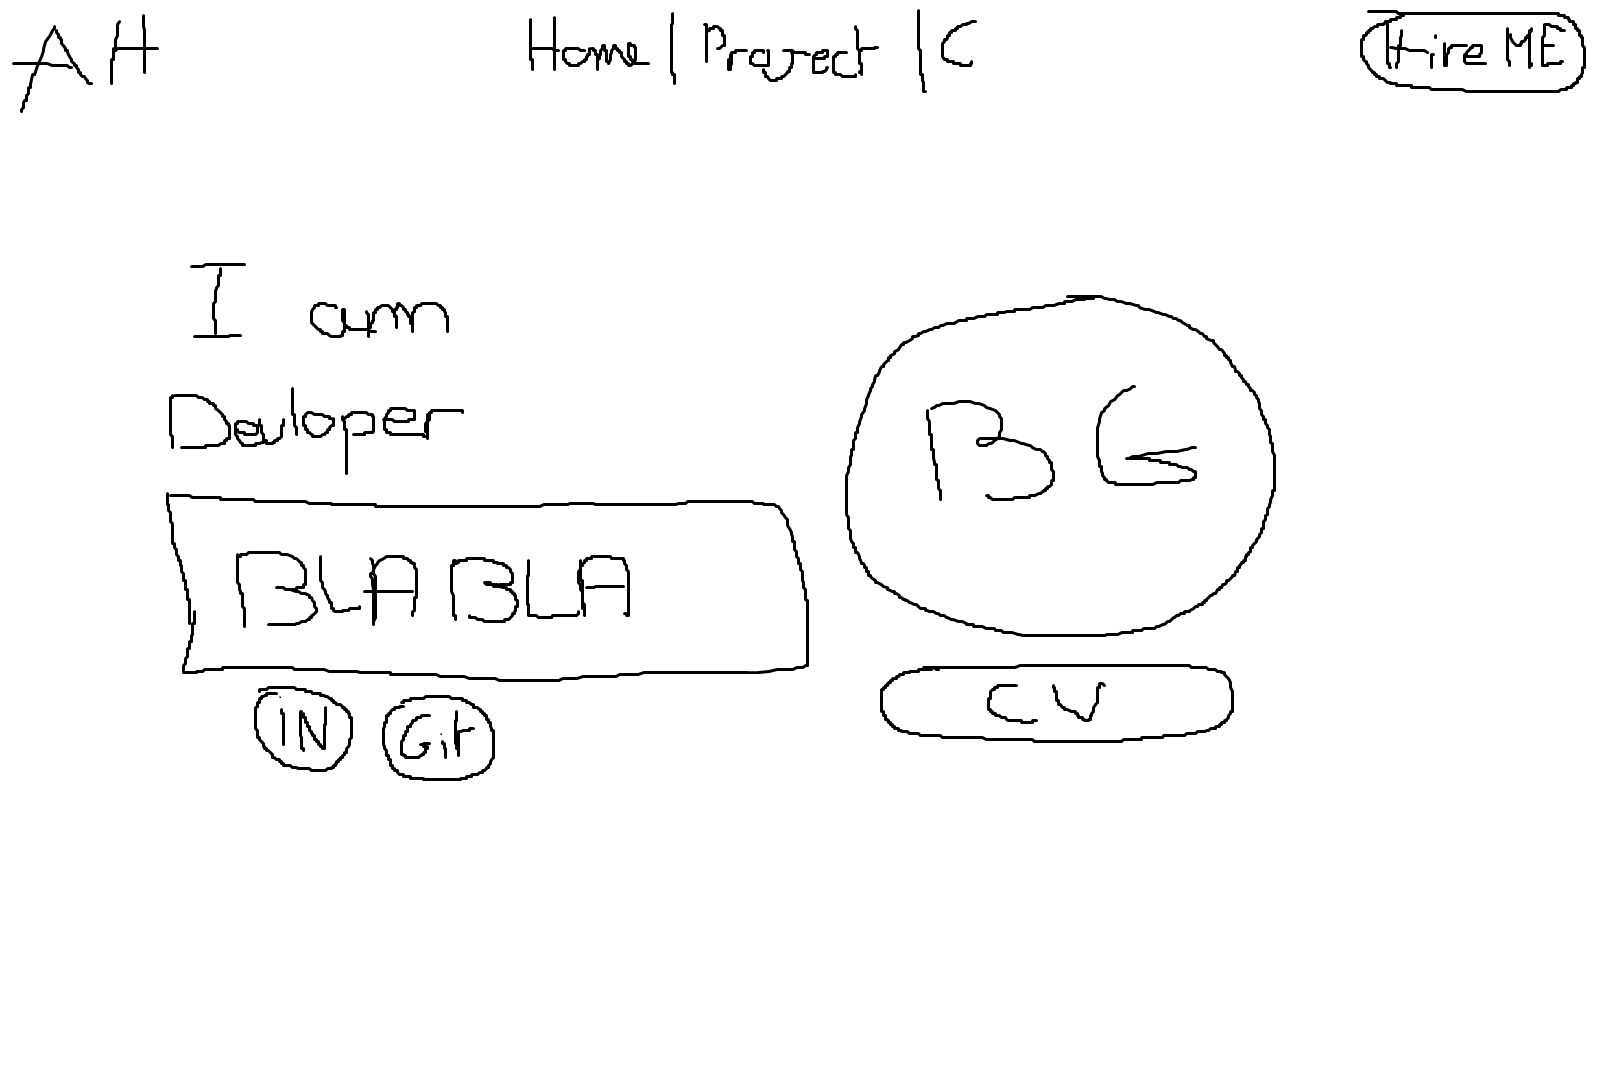 AH Home | Project | C Hire ME
I am
Devloper
BG
BLA BLA
IN Git CV